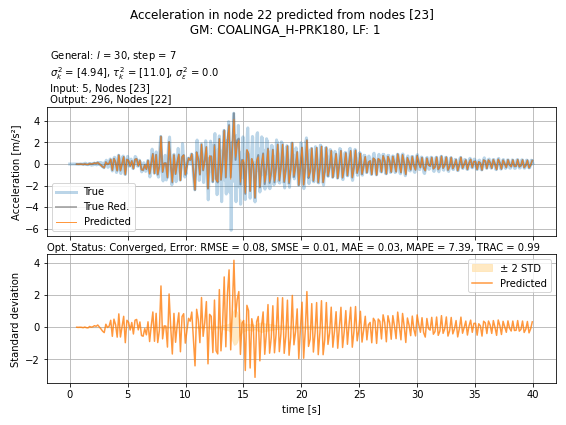 Acceleration in node 22 predicted from nodes [23]
GM: COALINGA_H-PRK180, LF: 1
General: l = 30, step = 7
σ²ₖ = [4.94], τ²ₖ = [11.0], σ²ε = 0.0
Input: 5, Nodes [23]
Output: 296, Nodes [22]
Acceleration [m/s²]
4
2
0
−2
−4
−6
True
True Red.
Predicted
Opt. Status: Converged, Error: RMSE = 0.08, SMSE = 0.01, MAE = 0.03, MAPE = 7.39, TRAC = 0.99
Standard deviation
4
2
0
−2
± 2 STD
Predicted
0 5 10 15 20 25 30 35 40
time [s]